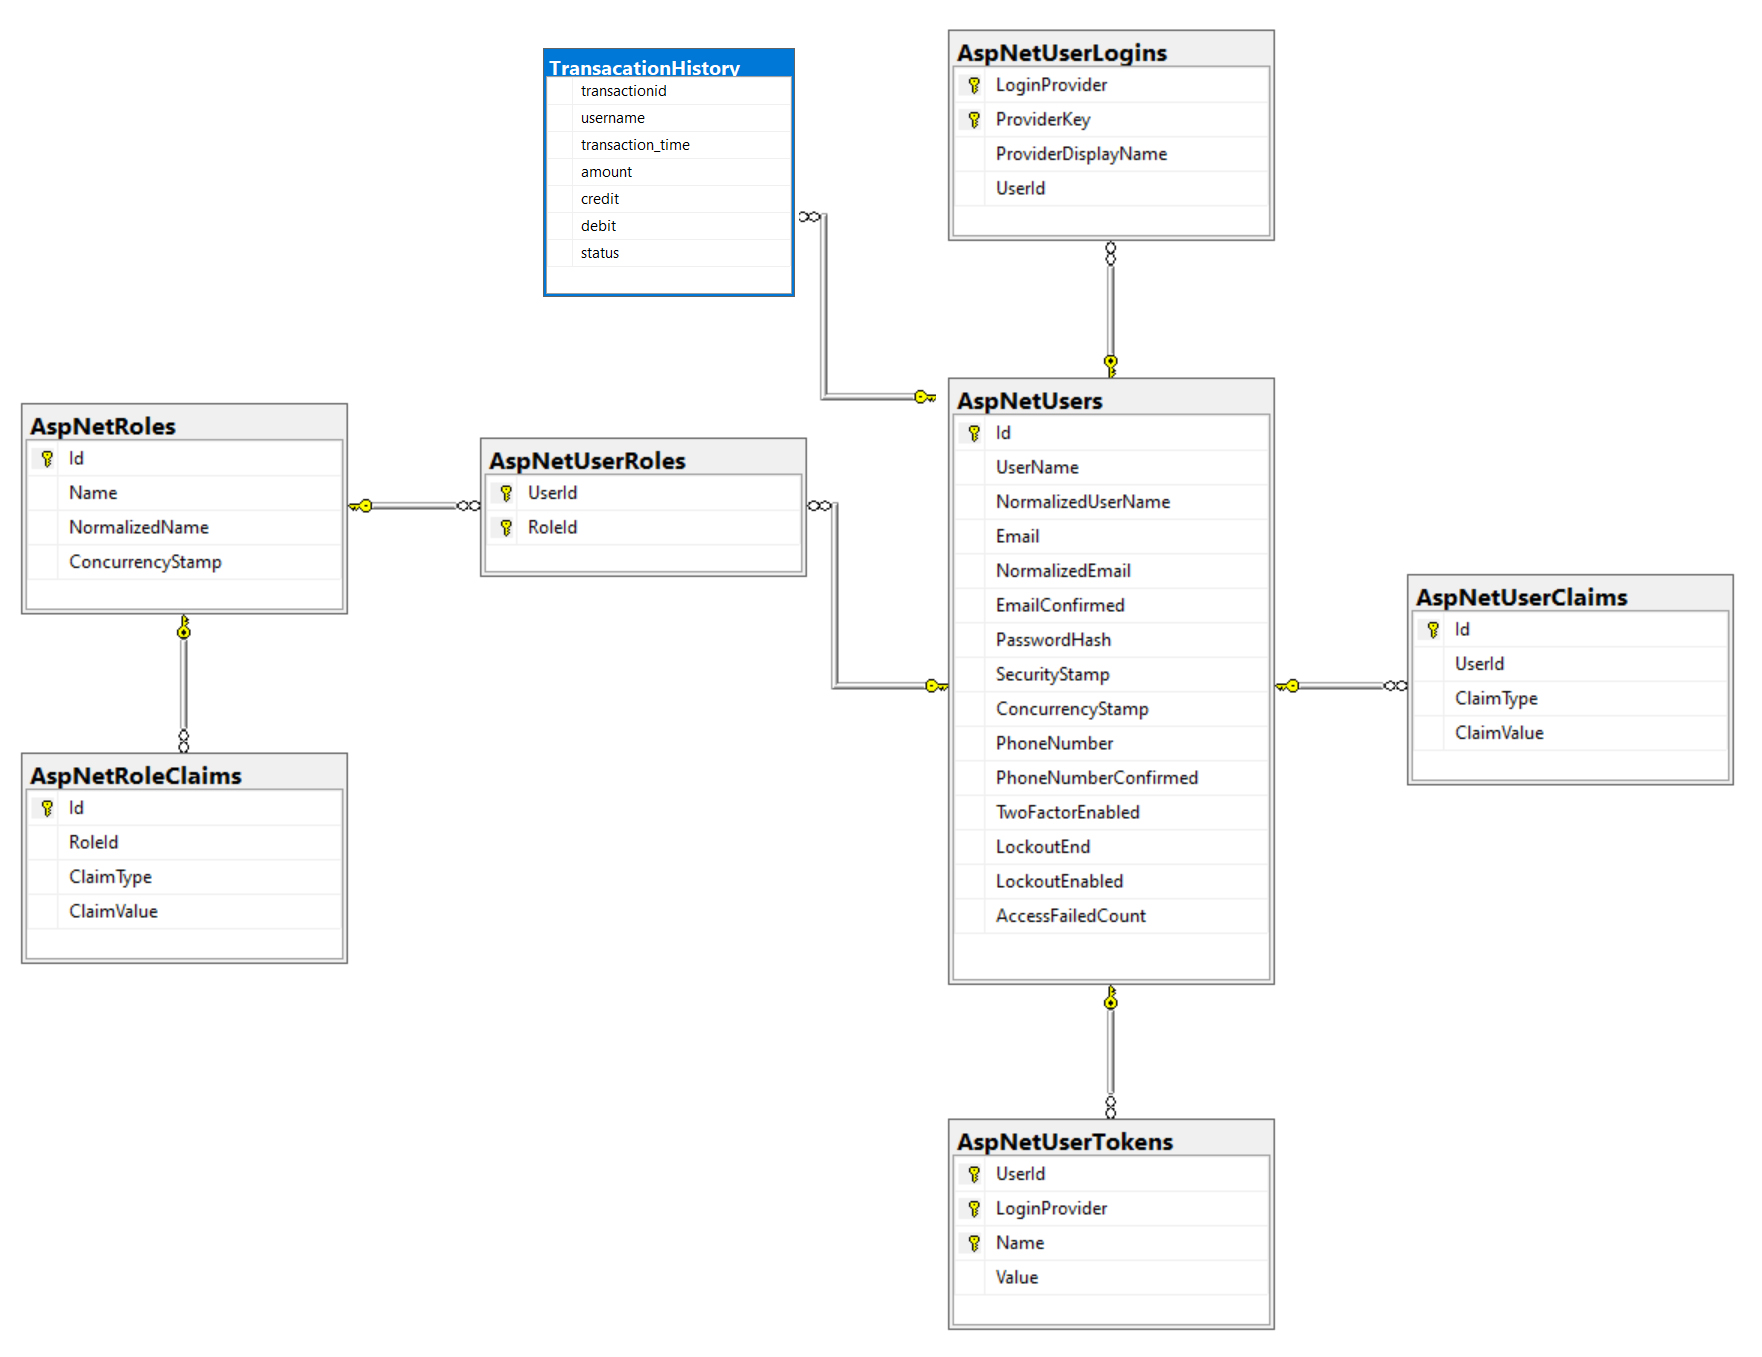 TransacationHistory
transactionid
username
transaction_time
amount
credit
debit
status
AspNetUserLogins
LoginProvider
ProviderKey
ProviderDisplayName
UserId
AspNetRoles
Id
Name
NormalizedName
ConcurrencyStamp
AspNetUserRoles
UserId
RoleId
AspNetUsers
Id
UserName
NormalizedUserName
Email
NormalizedEmail
EmailConfirmed
PasswordHash
SecurityStamp
ConcurrencyStamp
PhoneNumber
PhoneNumberConfirmed
TwoFactorEnabled
LockoutEnd
LockoutEnabled
AccessFailedCount
AspNetUserClaims
Id
UserId
ClaimType
ClaimValue
AspNetRoleClaims
Id
RoleId
ClaimType
ClaimValue
AspNetUserTokens
UserId
LoginProvider
Name
Value